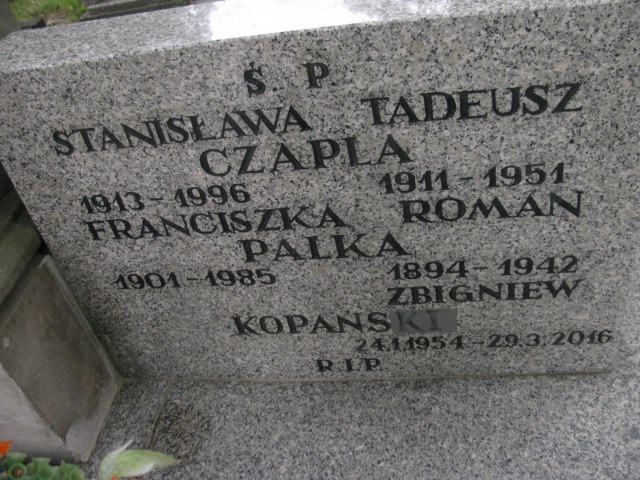 Ś. P
STANISŁAWA, TADEUSZ
CZAPLA
1913 - 1996 1911 - 1951
FRANCISZKA ROMAN
PALKA
1901 - 1985 1894 - 1942
ZBIGNIEW
KOPANSKI
24.1.1954 - 29.3.2016
R.I.P